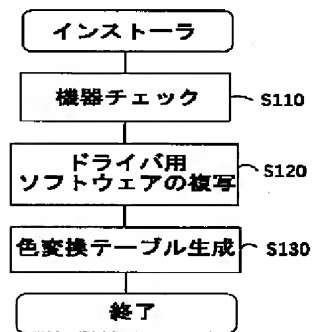 インストーラ
機器チェック
S110
ドライバ用
ソフトウェアの複写
S120
色変換テーブル生成
S130
終了